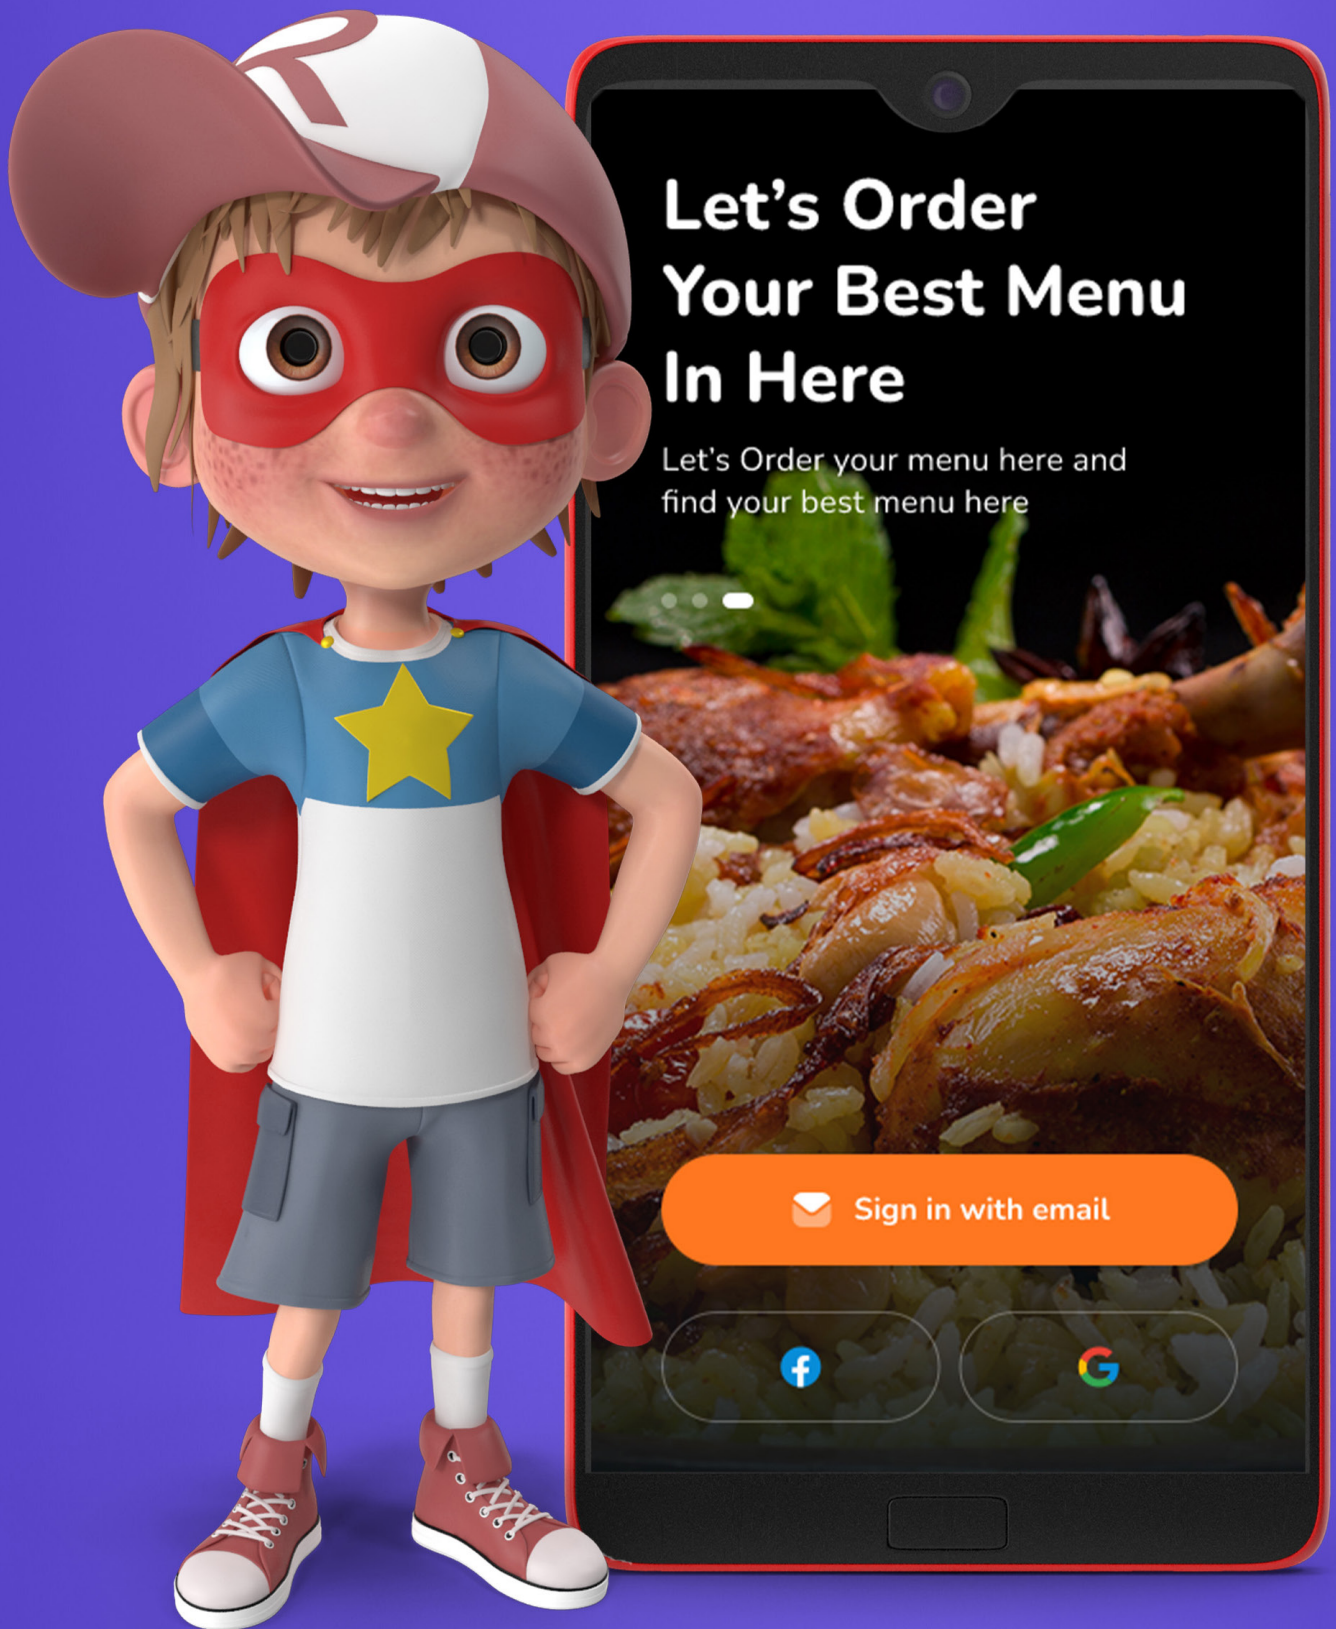 R
Let's Order
Your Best Menu
In Here
Let's Order your menu here and
find your best menu here
Sign in with email